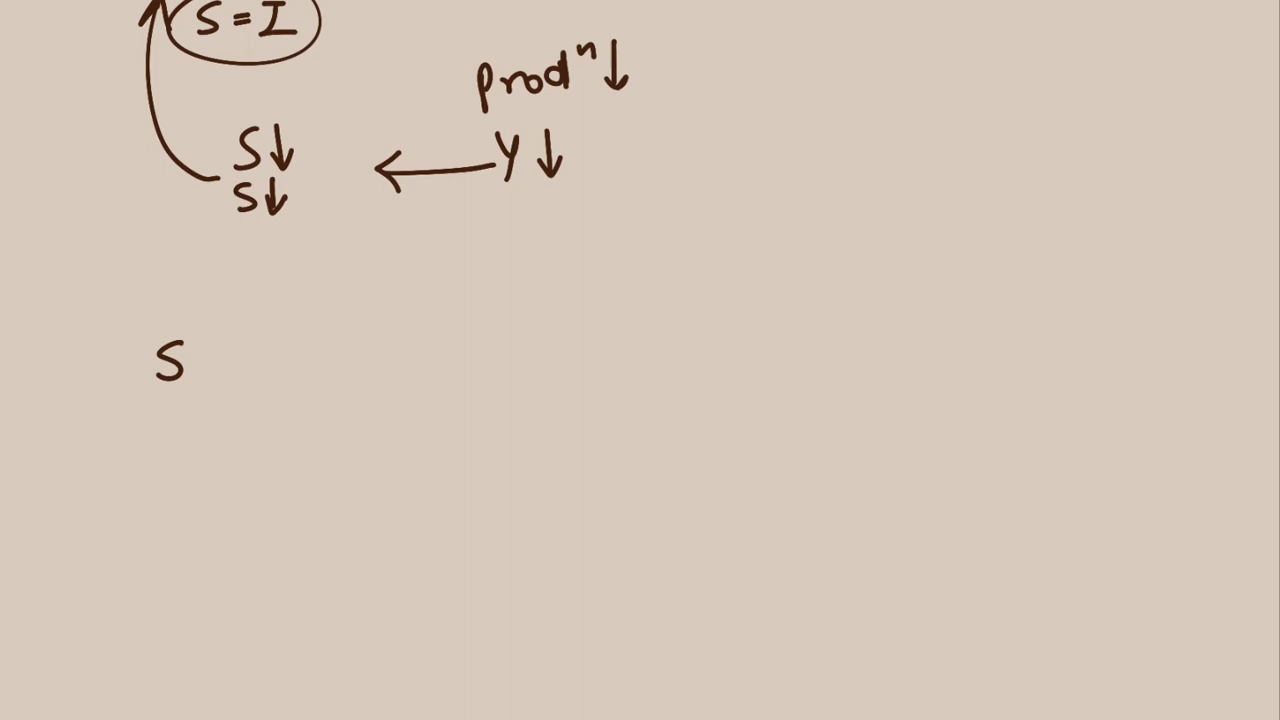 S = I
prodⁿ ↓
S ↓ ← Y ↓
S ↓
S